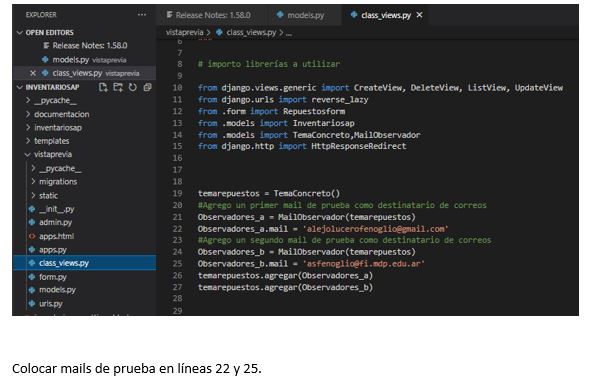 EXPLORER
...
OPEN EDITORS
Release Notes: 1.58.0
models.py vistaprevia
class_views.py vistaprevia
INVENTARIOSAP
__pycache__
documentacion
inventariosap
templates
vistaprevia
__pycache__
migrations
static
__init__.py
admin.py
apps.html
apps.py
class_views.py
form.py
models.py
urls.py
Release Notes: 1.58.0
models.py
class_views.py
vistaprevia > class_views.py > ...
6 """
7
8 # importo librerías a utilizar
9
10 from django.views.generic import CreateView, DeleteView, ListView, UpdateView
11 from django.urls import reverse_lazy
12 from .form import Repuestosform
13 from .models import Inventariosap
14 from .models import TemaConcreto,MailObservador
15 from django.http import HttpResponseRedirect
16
17
18
19 temarepuestos = TemaConcreto()
20 #Agrego un primer mail de prueba como destinatario de correos
21 Observadores_a = MailObservador(temarepuestos)
22 Observadores_a.mail = 'alejolucerofenoglio@gmail.com'
23 #Agrego un segundo mail de prueba como destinatario de correos
24 Observadores_b = MailObservador(temarepuestos)
25 Observadores_b.mail = 'asfenoglio@fi.mdp.edu.ar'
26 temarepuestos.agregar(Observadores_a)
27 temarepuestos.agregar(Observadores_b)
28
29
Colocar mails de prueba en líneas 22 y 25.